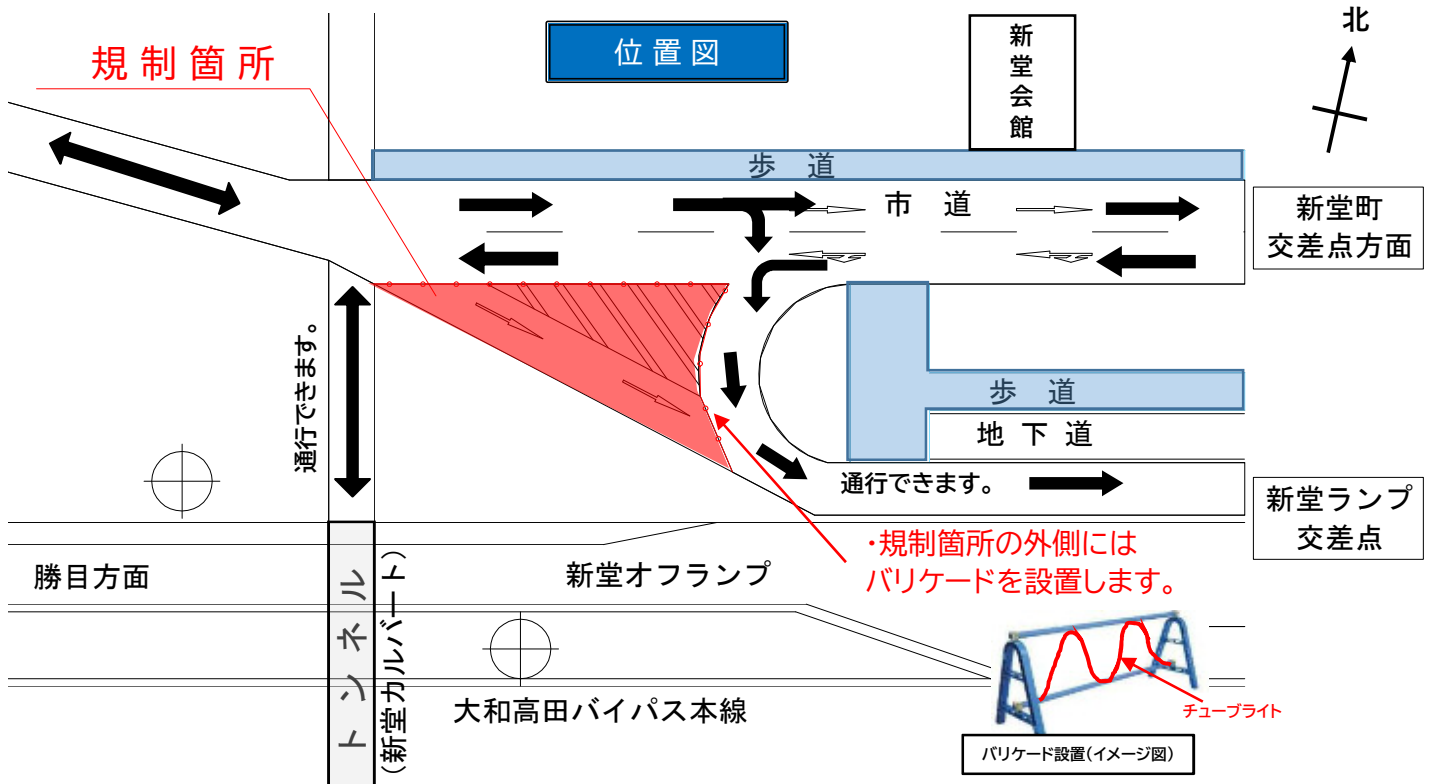 位置図
北
規制箇所
新堂会館
歩道
市道
新堂町
交差点方面
通行できます。
歩道
地下道
通行できます。
新堂ランプ
交差点
・規制箇所の外側には
バリケードを設置します。
勝目方面
新堂オフランプ
トンネル
(新堂カルバート)
大和高田バイパス本線
チューブライト
バリケード設置(イメージ図)